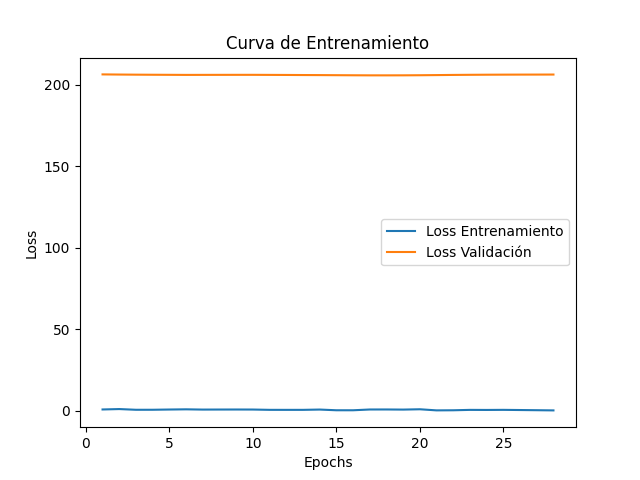 Curva de Entrenamiento
Loss
200
150
100
50
0
Loss Entrenamiento
Loss Validación
0 5 10 15 20 25
Epochs